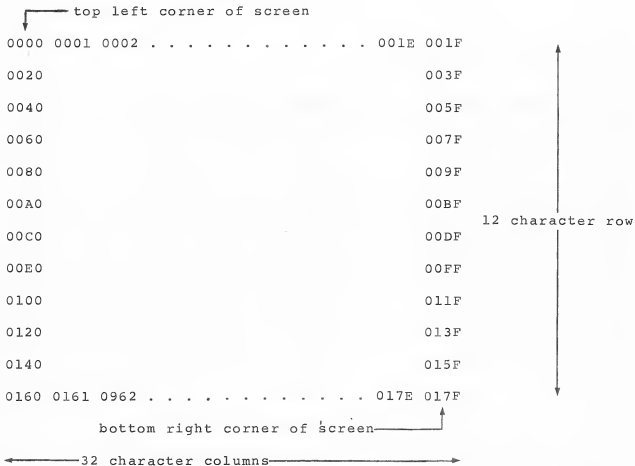 top left corner of screen
0000 0001 0002 . . . . . . . . . . . . 001E 001F
0020 003F
0040 005F
0060 007F
0080 009F
00A0 00BF
12 character row
00C0 00DF
00E0 00FF
0100 011F
0120 013F
0140 015F
0160 0161 0962 . . . . . . . . . . . . 017E 017F
bottom right corner of screen
32 character columns